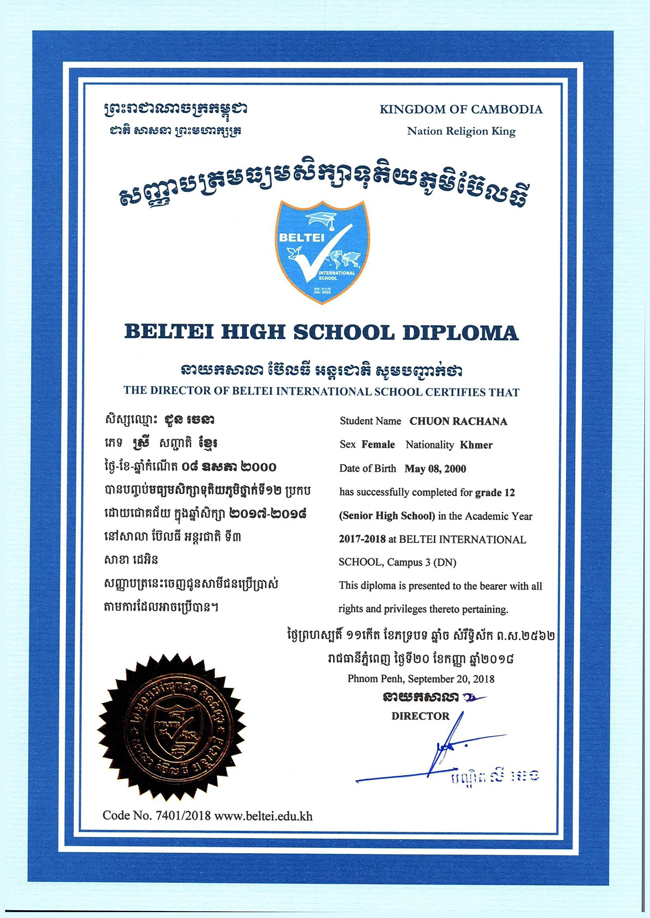 ព្រះរាជាណាចក្រកម្ពុជា
ជាតិ សាសនា ព្រះមហាក្សត្រ
KINGDOM OF CAMBODIA
Nation Religion King
សញ្ញាបត្រមធ្យមសិក្សាទុតិយភូមិប៊ែលធី
BELTEI
INTERNATIONAL
SCHOOL
BELTEI HIGH SCHOOL DIPLOMA
នាយកសាលា ប៊ែលធី អន្តរជាតិ សូមបញ្ជាក់ថា
THE DIRECTOR OF BELTEI INTERNATIONAL SCHOOL CERTIFIES THAT
សិស្សឈ្មោះ ជួន រចនា
ភេទ ស្រី សញ្ជាតិ ខ្មែរ
ថ្ងៃ-ខែ-ឆ្នាំកំណើត ០៨ ឧសភា ២០០០
បានបញ្ចប់មធ្យមសិក្សាទុតិយភូមិថ្នាក់ទី១២ ប្រកប
ដោយជោគជ័យ ក្នុងឆ្នាំសិក្សា ២០១៧-២០១៨
នៅសាលា ប៊ែលធី អន្តរជាតិ ទី៣
សាខា ដេអិន
សញ្ញាបត្រនេះចេញជូនសាមីជនប្រើប្រាស់
តាមការដែលអាចប្រើបាន។
Student Name CHUON RACHANA
Sex Female Nationality Khmer
Date of Birth May 08, 2000
has successfully completed for grade 12
(Senior High School) in the Academic Year
2017-2018 at BELTEI INTERNATIONAL
SCHOOL, Campus 3 (DN)
This diploma is presented to the bearer with all
rights and privileges thereto pertaining.
ថ្ងៃព្រហស្បតិ៍ ១១កើត ខែភទ្របទ ឆ្នាំច សំរឹទ្ធិស័ក ព.ស.២៥៦២
រាជធានីភ្នំពេញ ថ្ងៃទី២០ ខែកញ្ញា ឆ្នាំ២០១៨
Phnom Penh, September 20, 2018
នាយកសាលា
DIRECTOR
បណ្ឌិត លី ឆេង
Code No. 7401/2018 www.beltei.edu.kh